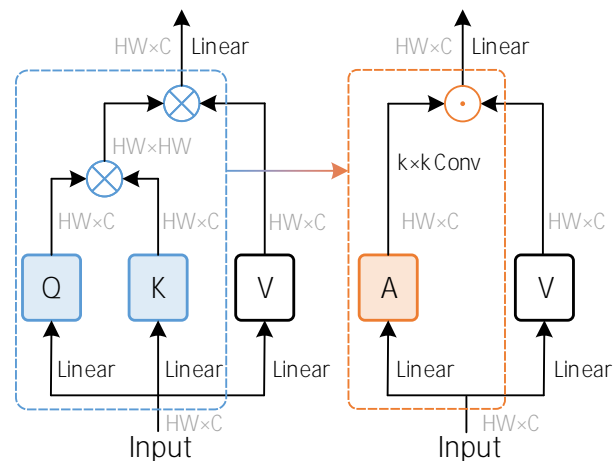 HW×C Linear
HW×C Linear
HW×HW
k×k Conv
HW×C HW×C HW×C
HW×C HW×C
Q K V
A V
Linear Linear Linear
Linear Linear
HW×C
HW×C
Input
Input